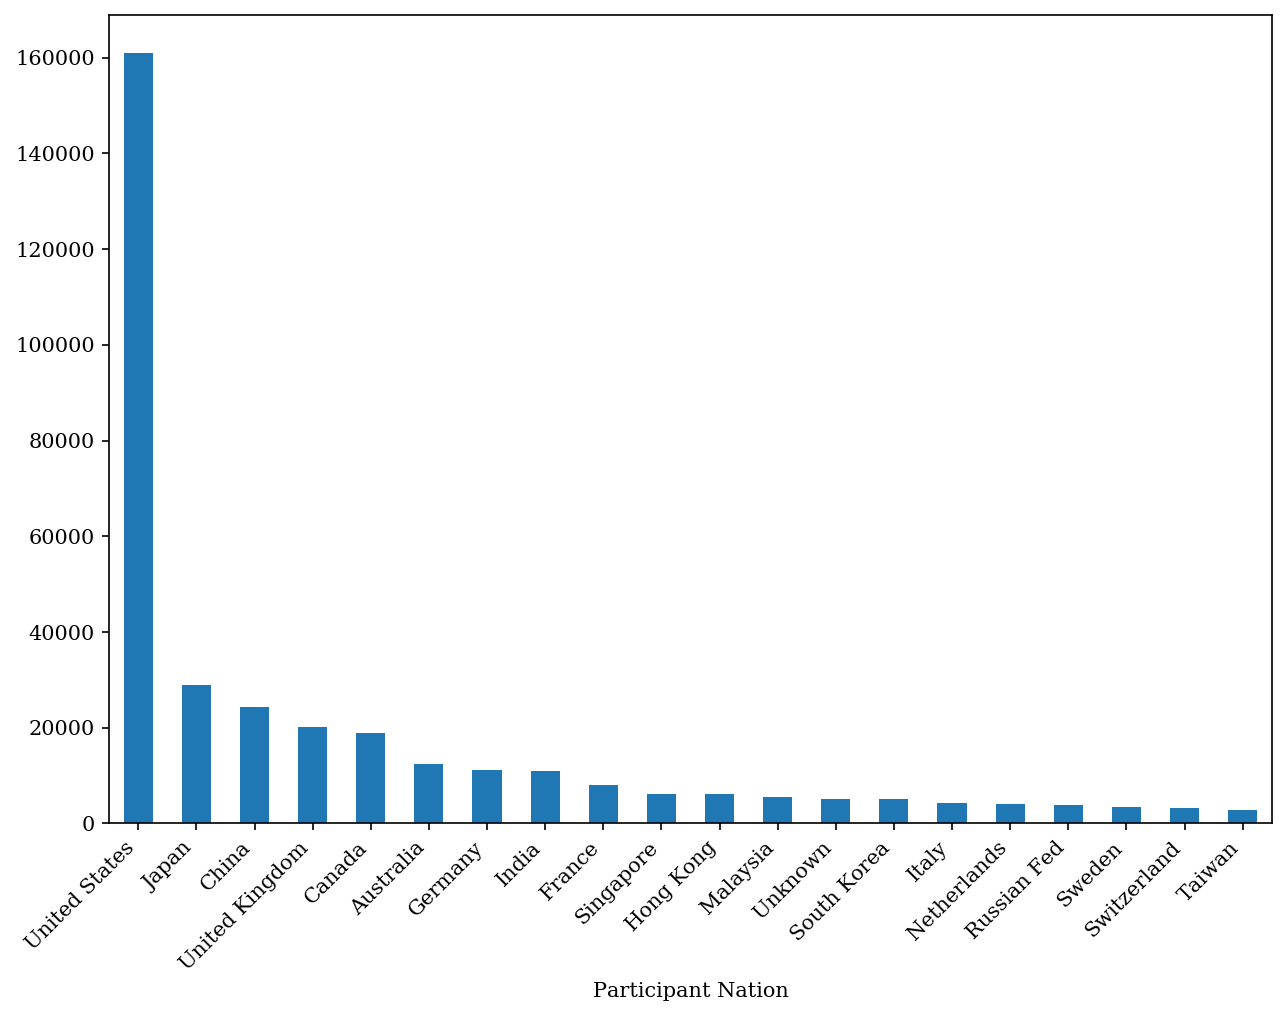 160000
140000
120000
100000
80000
60000
40000
20000
0
United States
Japan
China
United Kingdom
Canada
Australia
Germany
India
France
Singapore
Hong Kong
Malaysia
Unknown
South Korea
Italy
Netherlands
Russian Fed
Sweden
Switzerland
Taiwan
Participant Nation